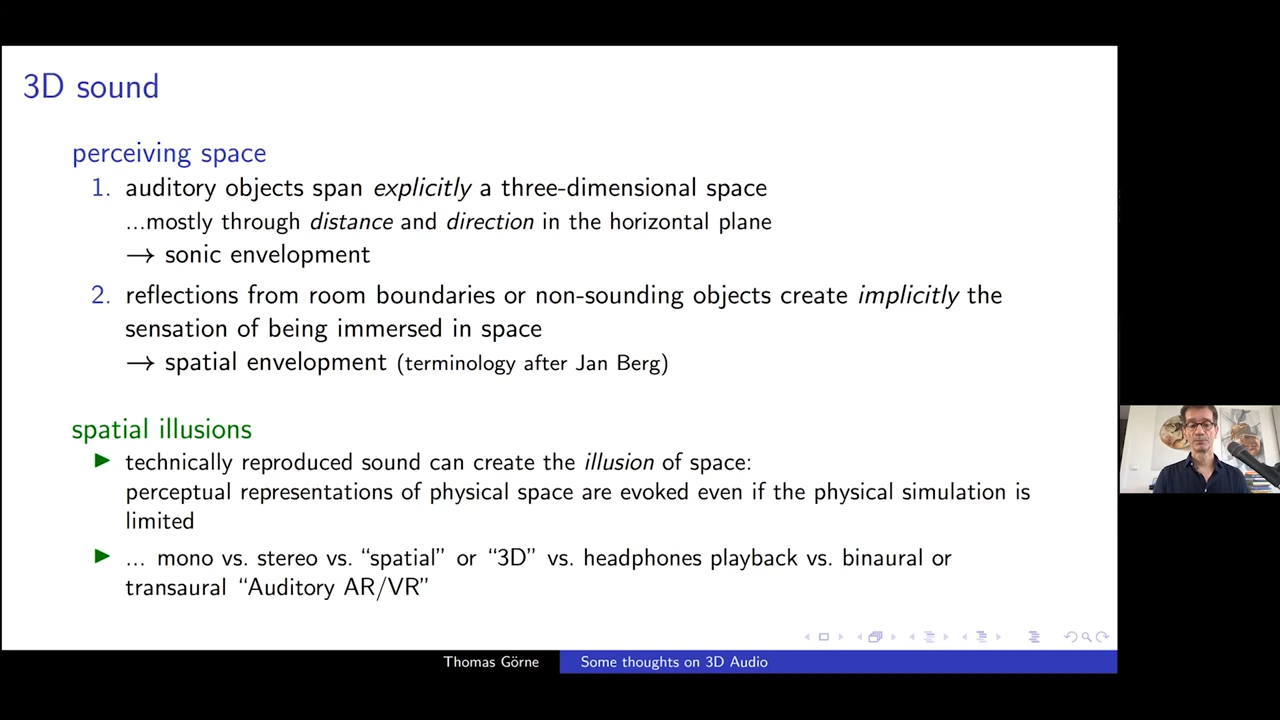 3D sound
perceiving space
1. auditory objects span explicitly a three-dimensional space
...mostly through distance and direction in the horizontal plane
→ sonic envelopment
2. reflections from room boundaries or non-sounding objects create implicitly the
sensation of being immersed in space
→ spatial envelopment (terminology after Jan Berg)
spatial illusions
▶ technically reproduced sound can create the illusion of space:
perceptual representations of physical space are evoked even if the physical simulation is
limited
▶ ... mono vs. stereo vs. “spatial” or “3D” vs. headphones playback vs. binaural or
transaural “Auditory AR/VR”
Thomas Görne
Some thoughts on 3D Audio